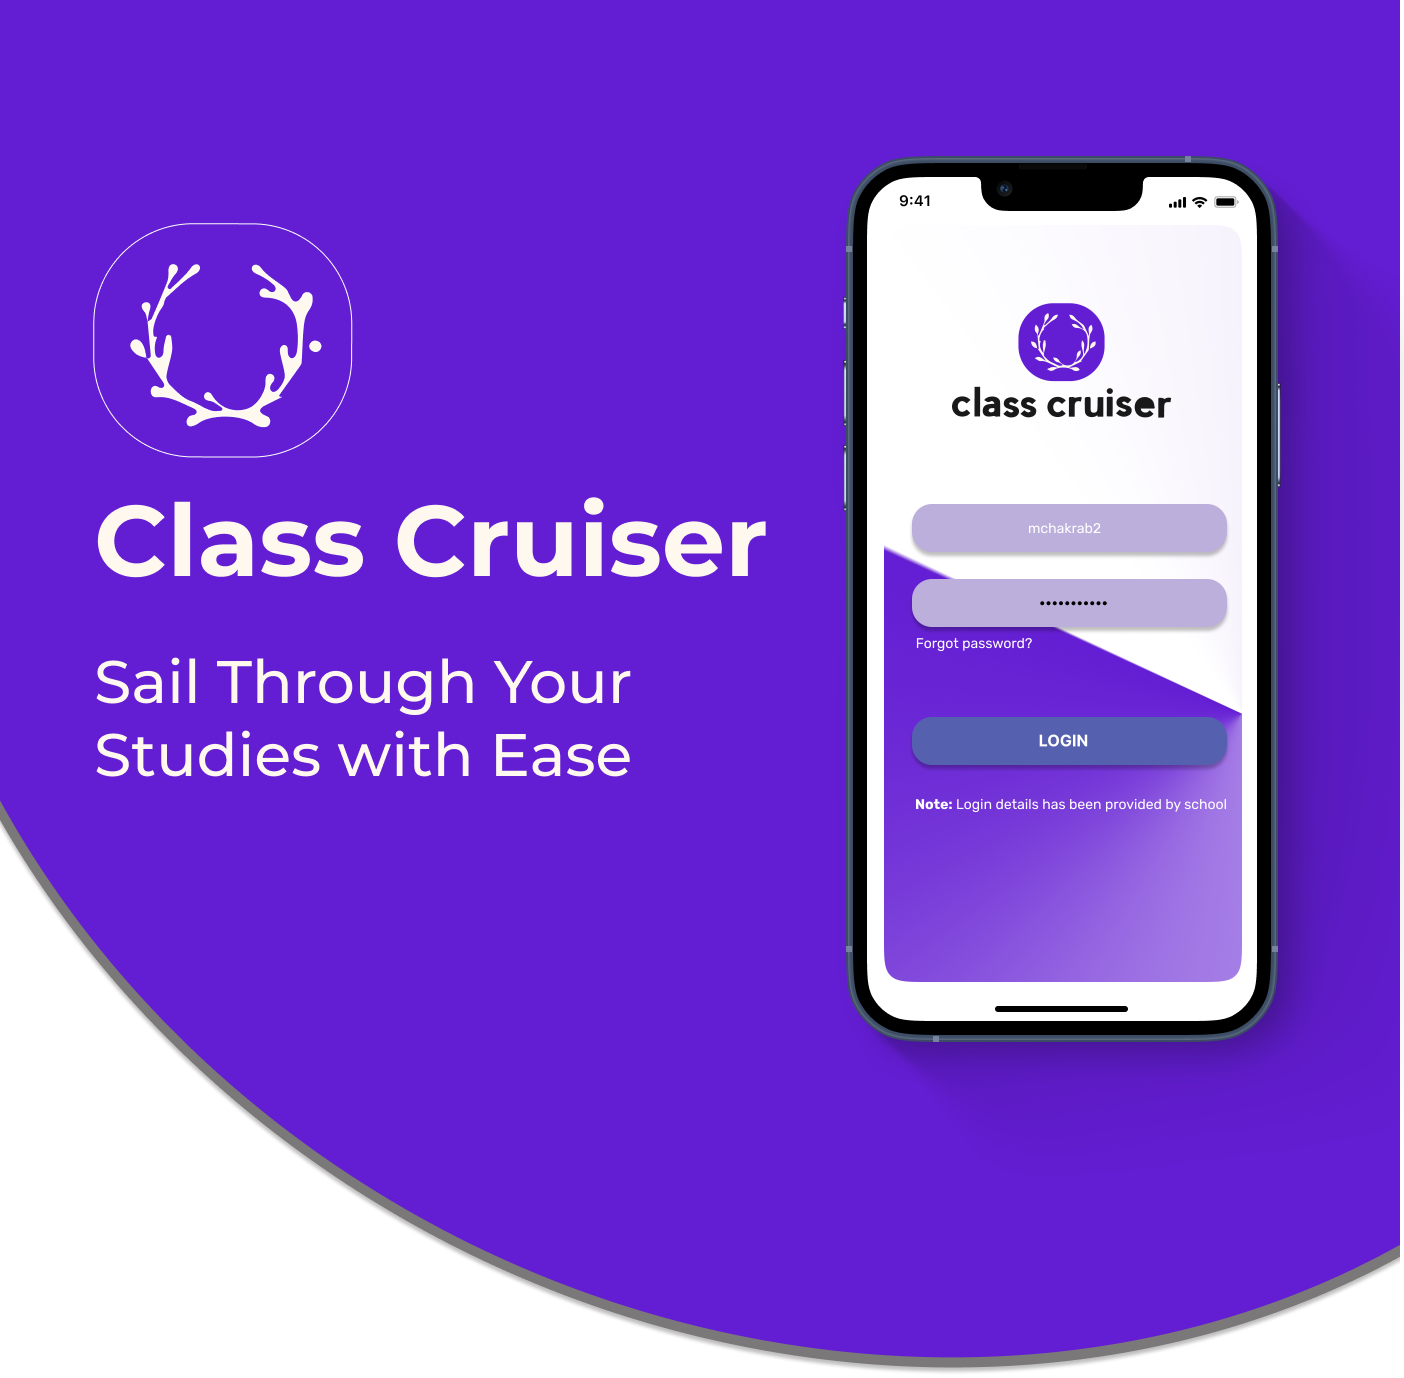 Class Cruiser
Sail Through Your
Studies with Ease
9:41
class cruiser
mchakrab2
•••••••••••
Forgot password?
LOGIN
Note: Login details has been provided by school